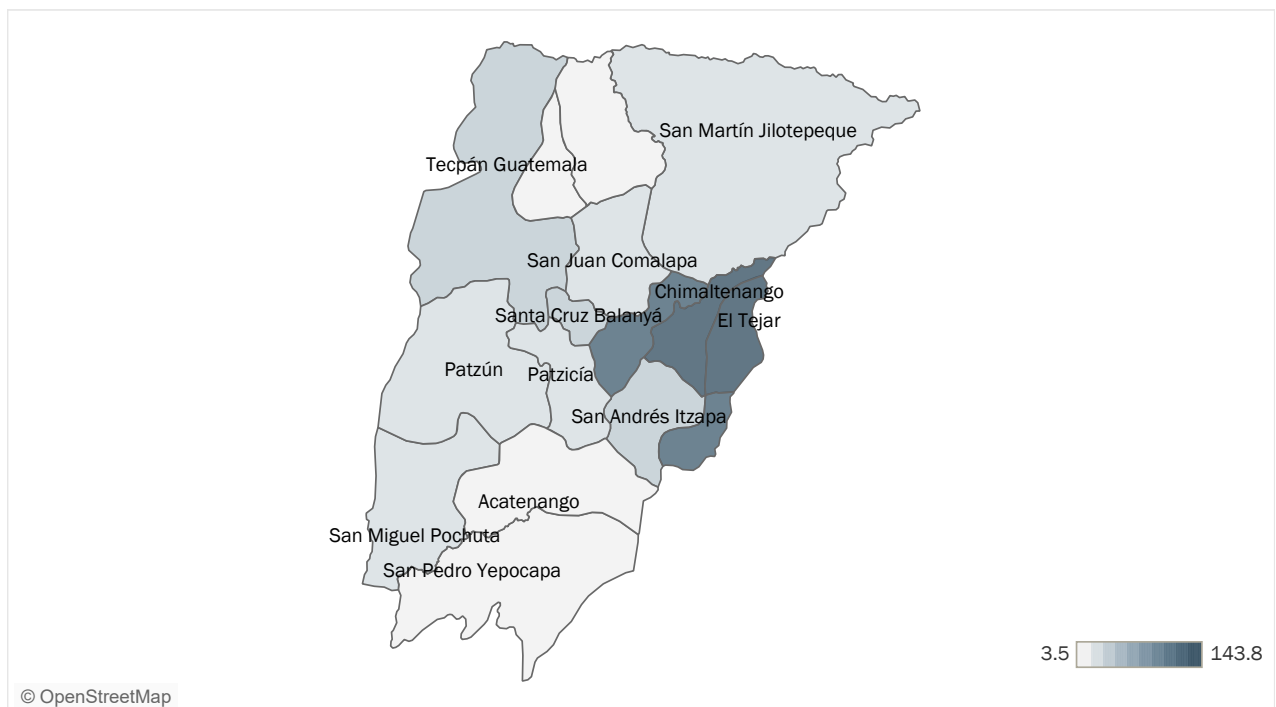 San Martín Jilotepeque
Tecpán Guatemala
San Juan Comalapa
Chimaltenango
Santa Cruz Balanyá
El Tejar
Patzún
Patzicía
San Andrés Itzapa
Acatenango
San Miguel Pochuta
San Pedro Yepocapa
3.5
143.8
© OpenStreetMap